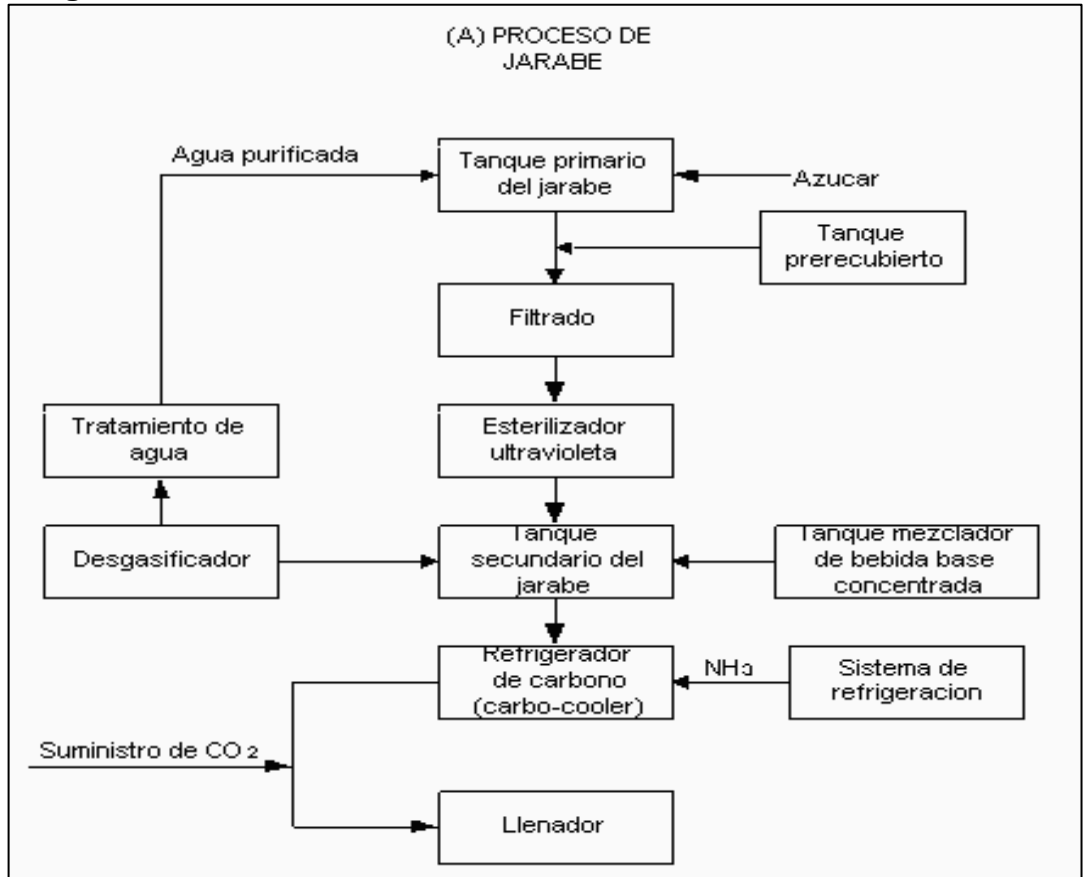 (A) PROCESO DE
JARABE
Agua purificada
Tanque primario
del jarabe
Azucar
Tanque
prerecubierto
Filtrado
Tratamiento de
agua
Esterilizador
ultravioleta
Desgasificador
Tanque
secundario del
jarabe
Tanque mezclador
de bebida base
concentrada
Refrigerador
de carbono
(carbo-cooler)
NH3
Sistema de
refrigeracion
Suministro de CO 2
Llenador